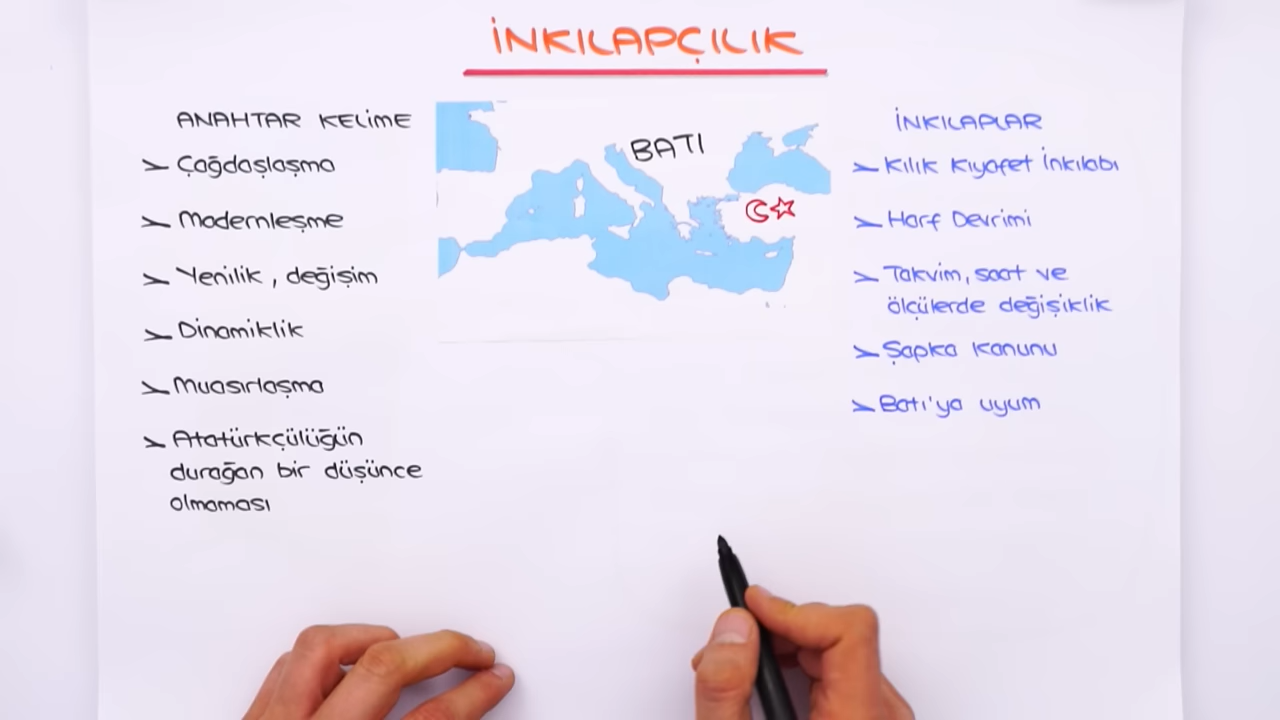 İNKILAPÇILIK
ANAHTAR KELİME
➤ Çağdaşlaşma
➤ Modernleşme
➤ Yenilik , değişim
➤ Dinamiklik
➤ Muasırlaşma
➤ Atatürkçülüğün
durağan bir düşünce
olmaması
BATI
İNKILAPLAR
➤ Kılık Kıyafet İnkılabı
➤ Harf Devrimi
➤ Takvim, saat ve
ölçülerde değişiklik
➤ Şapka Kanunu
➤ Batı'ya uyum